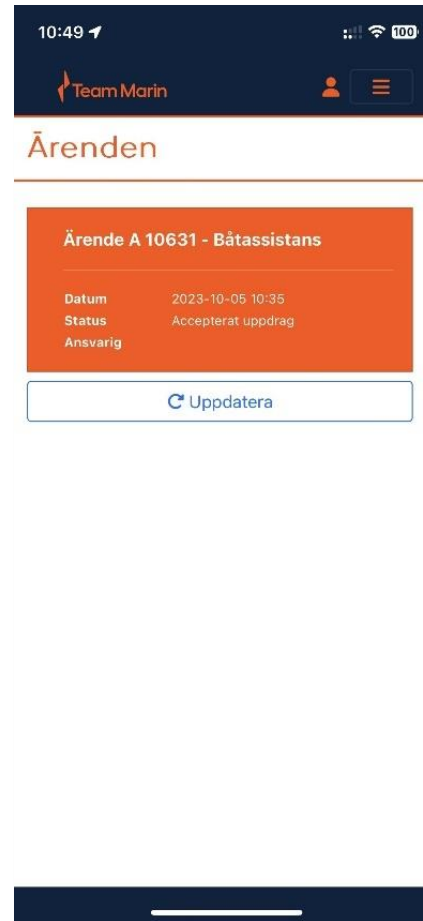 10:49
100
Team Marin
Ārenden
Ärende A 10631 - Båtassistans
Datum 2023-10-05 10:35
Status Accepterat uppdrag
Ansvarig
Uppdatera